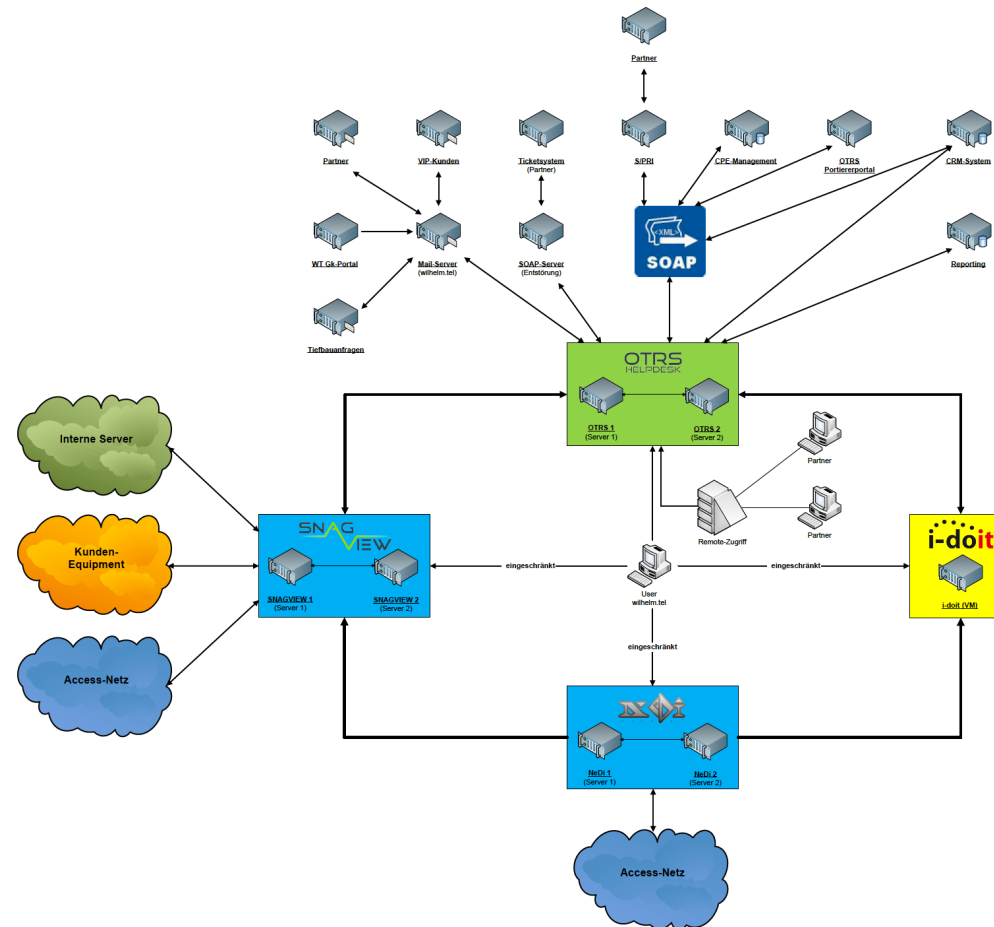 Partner
Partner
VIP-Kunden
Ticketsystem
(Partner)
S/PRI
CPE-Management
OTRS
Portiererportal
CRM-System
WT Gk-Portal
Mail-Server
(wilhelm.tel)
SOAP-Server
(Entstörung)
<XML>
SOAP
Reporting
Tiefbauanfragen
OTRS
HELPDESK
OTRS 1
(Server 1)
OTRS 2
(Server 2)
Interne Server
Partner
Partner
Remote-Zugriff
SNAG
VIEW
SNAGVIEW 1
(Server 1)
SNAGVIEW 2
(Server 2)
Kunden-
Equipment
eingeschränkt
User
wilhelm.tel
eingeschränkt
i-doit
i-doit (VM)
Access-Netz
eingeschränkt
NeDi
NeDi 1
(Server 1)
NeDi 2
(Server 2)
Access-Netz